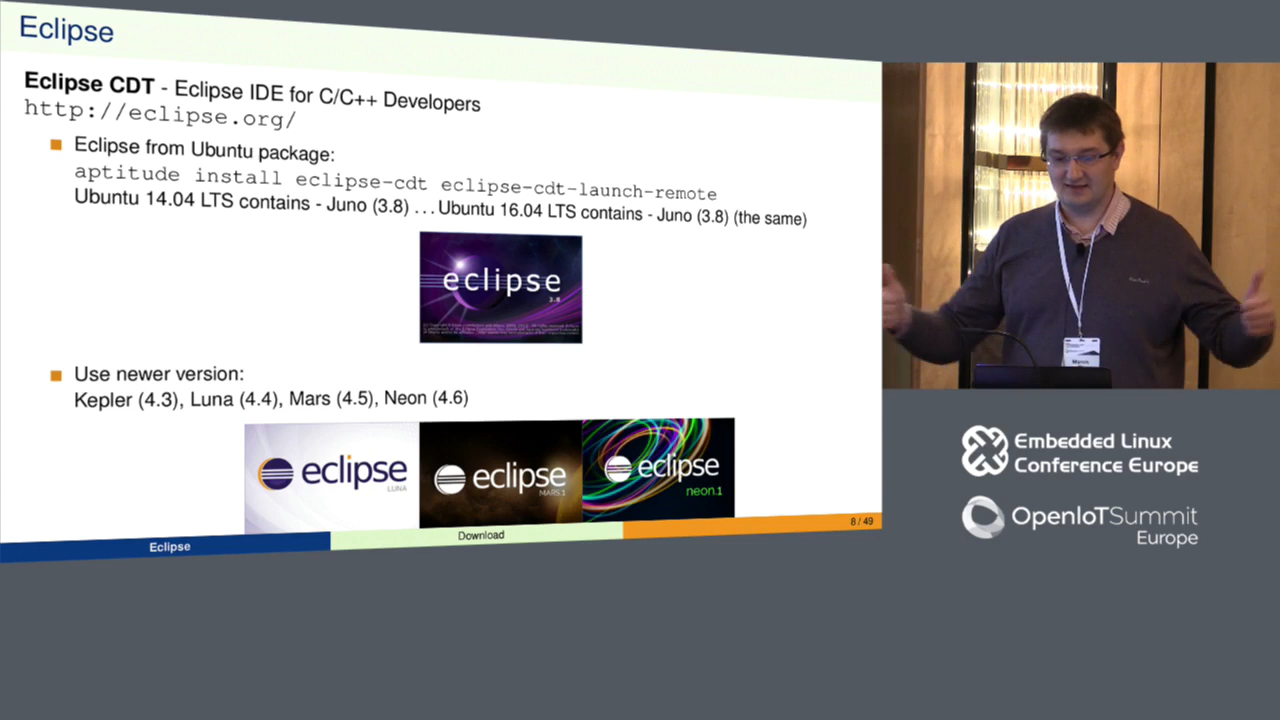 Eclipse
Eclipse CDT - Eclipse IDE for C/C++ Developers
http://eclipse.org/
Eclipse from Ubuntu package:
aptitude install eclipse-cdt eclipse-cdt-launch-remote
Ubuntu 14.04 LTS contains - Juno (3.8) ... Ubuntu 16.04 LTS contains - Juno (3.8) (the same)
eclipse
3.8
Use newer version:
Kepler (4.3), Luna (4.4), Mars (4.5), Neon (4.6)
eclipse
LUNA
eclipse
MARS.1
eclipse
neon.1
8 / 49
Eclipse
Download
Embedded Linux
Conference Europe
OpenIoTSummit
Europe